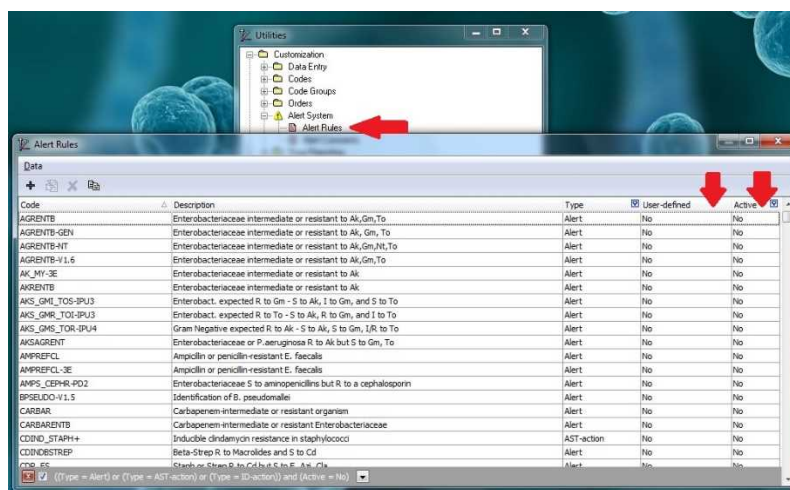 Utilities
Customization
Data Entry
Codes
Code Groups
Orders
Alert System
Alert Rules
Alert Rules
Data
Code Description Type User-defined Active
AGRENTB Enterobacteriaceae intermediate or resistant to Ak,Gm,To Alert No No
AGRENTB-GEN Enterobacteriaceae intermediate or resistant to Ak, Gm, To Alert No No
AGRENTB-NT Enterobacteriaceae intermediate or resistant to Ak,Gm,Nt,To Alert No No
AGRENTB-V1.6 Enterobacteriaceae intermediate or resistant to Ak,Gm,To Alert No No
AK_MY-3E Enterobacteriaceae intermediate or resistant to Ak Alert No No
AKRENTB Enterobacteriaceae intermediate or resistant to Ak Alert No No
AKS_GMI_TOS-IPU3 Enterobact. expected R to Gm - S to Ak, I to Gm, and S to To Alert No No
AKS_GMR_TOI-IPU3 Enterobact. expected R to To - S to Ak, R to Gm, and I to To Alert No No
AKS_GMS_TOR-IPU4 Gram Negative expected R to Ak - S to Ak, S to Gm, I/R to To Alert No No
AKSAGRENT Enterobacteriaceae or P.aeruginosa R to Ak but S to Gm, To Alert No No
AMPREFCL Ampicillin or penicillin-resistant E. faecalis Alert No No
AMPREFCL-3E Ampicillin or penicillin-resistant E. faecalis Alert No No
AMPS_CEPHR-PD2 Enterobacteriaceae S to aminopenicillins but R to a cephalosporin Alert No No
BPSEUDO-V1.5 Identification of B. pseudomallei Alert No No
CARBAR Carbapenem-intermediate or resistant organism Alert No No
CARBARENTB Carbapenem-intermediate or resistant Enterobacteriaceae Alert No No
CDIND_STAPH+ Inducible clindamycin resistance in staphylococci AST-action No No
CDINDBSTREP Beta-Strep R to Macrolides and S to Cd Alert No No
CDR_ES Staph or Strep R to Cd but S to E, Azi, Cla Alert No No
((Type = Alert) or (Type = AST-action) or (Type = ID-action)) and (Active = No)